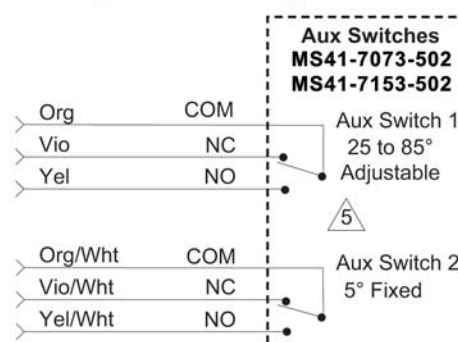 Aux Switches
MS41-7073-502
MS41-7153-502
Org COM
Vio NC
Yel NO
Aux Switch 1
25 to 85°
Adjustable
5
Org/Wht COM
Vio/Wht NC
Yel/Wht NO
Aux Switch 2
5° Fixed